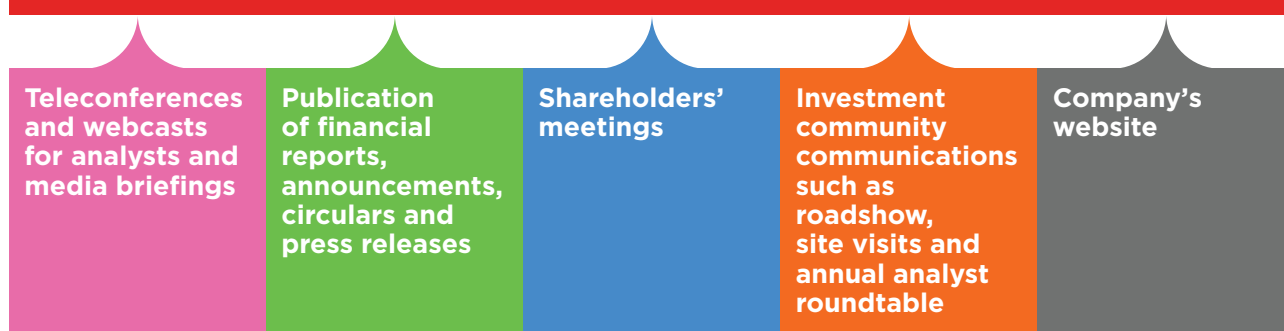 Teleconferences
and webcasts
for analysts and
media briefings
Publication
of financial
reports,
announcements,
circulars and
press releases
Shareholders’
meetings
Investment
community
communications
such as
roadshow,
site visits and
annual analyst
roundtable
Company’s
website